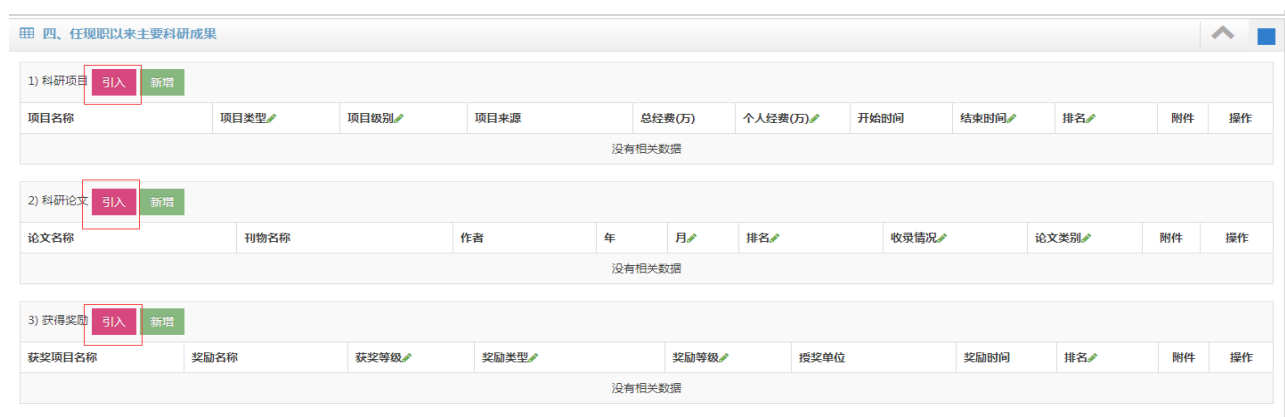 四、任现职以来主要科研成果
1) 科研项目 引入 新增
项目名称 项目类型 项目级别 项目来源 总经费(万) 个人经费(万) 开始时间 结束时间 排名 附件 操作
没有相关数据
2) 科研论文 引入 新增
论文名称 刊物名称 作者 年 月 排名 收录情况 论文类别 附件 操作
没有相关数据
3) 获得奖励 引入 新增
获奖项目名称 奖励名称 获奖等级 奖励类型 奖励等级 授奖单位 奖励时间 排名 附件 操作
没有相关数据